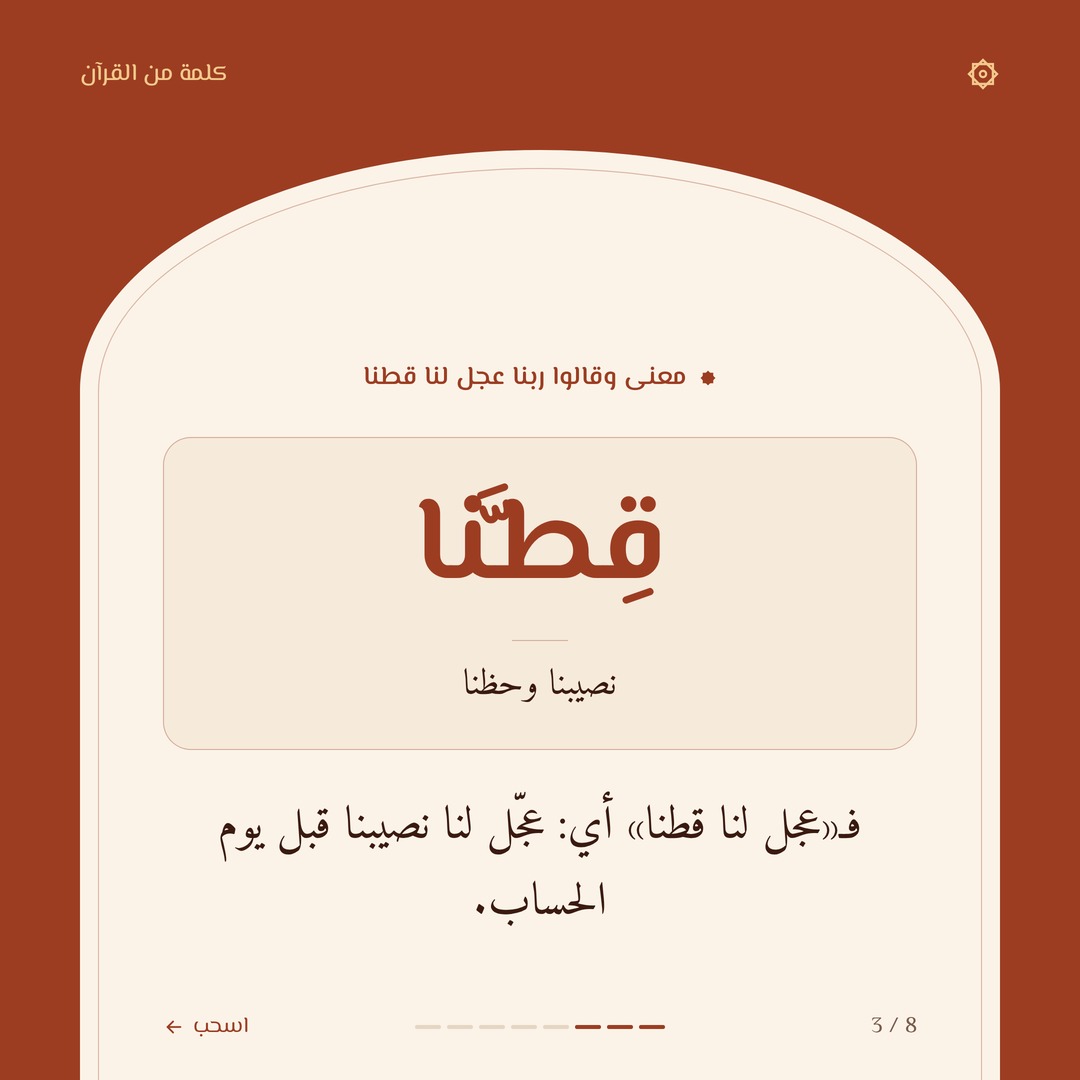 كلمة من القرآن
معنى وقالوا ربنا عجل لنا قطنا
قِطَّنا
نصيبنا وحظنا
فـ«عجل لنا قطنا» أي: عجّل لنا نصيبنا قبل يوم
الحساب.
3 / 8
اسحب ←